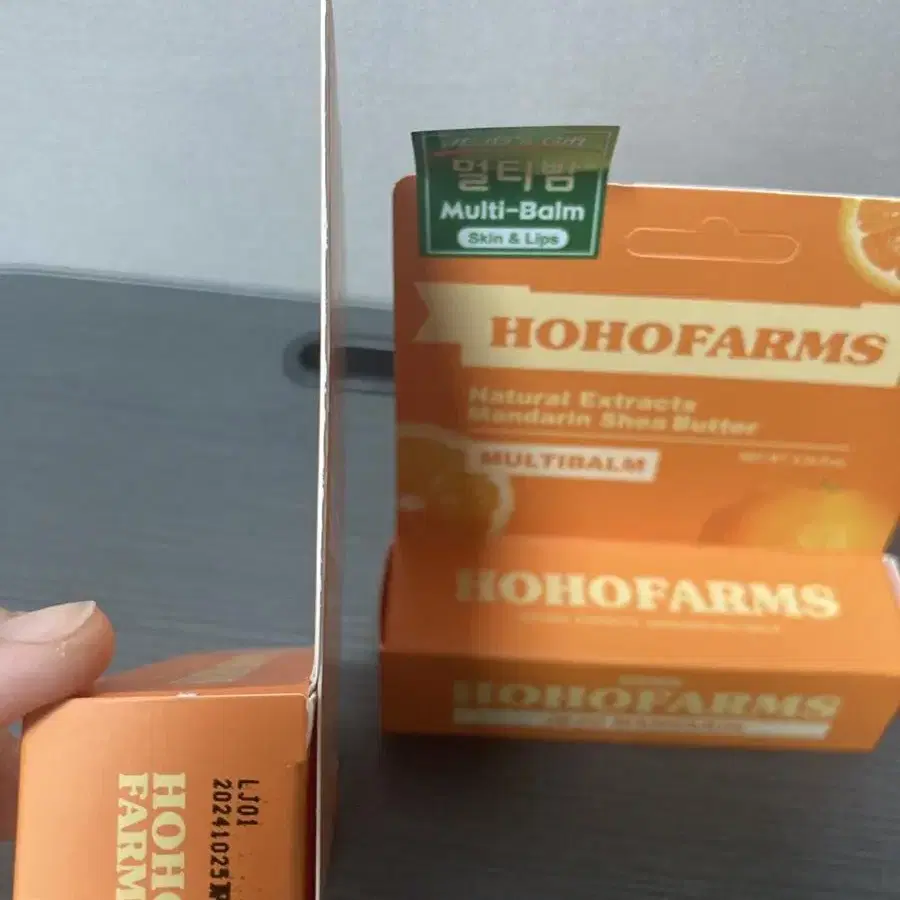 멀티밤
Multi-Balm
Skin & Lips
HOHOFARMS
Natural Extracts
Mandarin Shea Butter
MULTIBALM
HOHOFARMS
HOHOFARMS
LJ01
20241025
HOHO
FARM